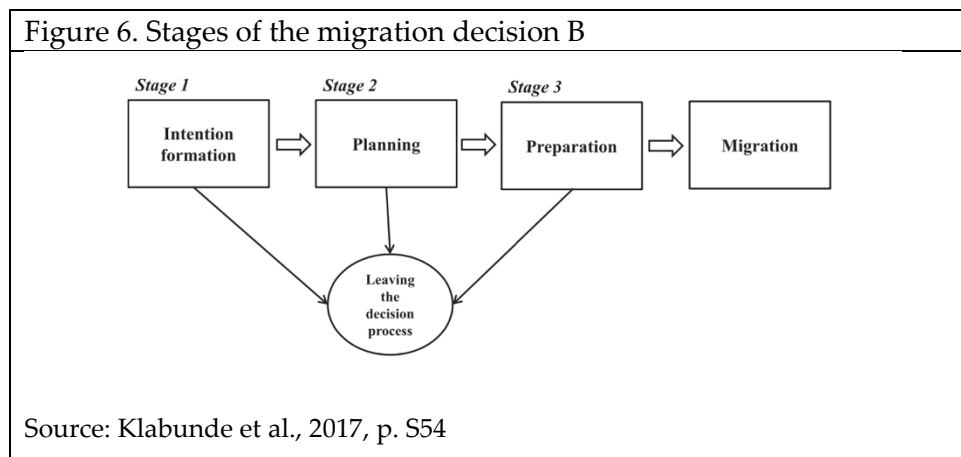 Figure 6. Stages of the migration decision B
Stage 1
Stage 2
Stage 3
Intention
formation
Planning
Preparation
Migration
Leaving
the
decision
process
Source: Klabunde et al., 2017, p. S54